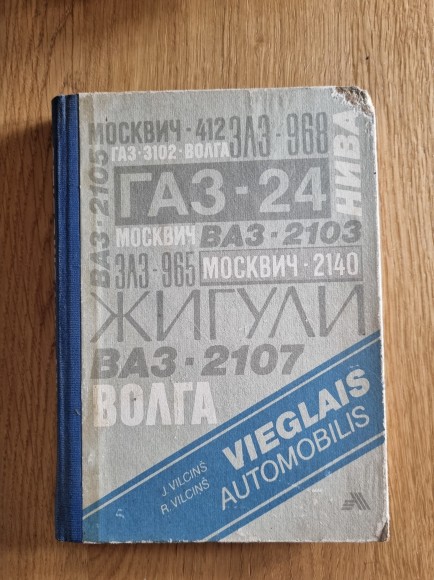 МОСКВИЧ·412
ЗАЗ-968
ГАЗ·3102·ВОЛГА
НИВА
ВАЗ·2105
ГАЗ-24
МОСКВИЧ
ВАЗ·2103
ЗАЗ-965
МОСКВИЧ·2140
ЖИГУЛИ
ВАЗ·2107
ВОЛГА
J. VILCIŅŠ
R. VILCIŅŠ
VIEGLAIS
AUTOMOBILIS